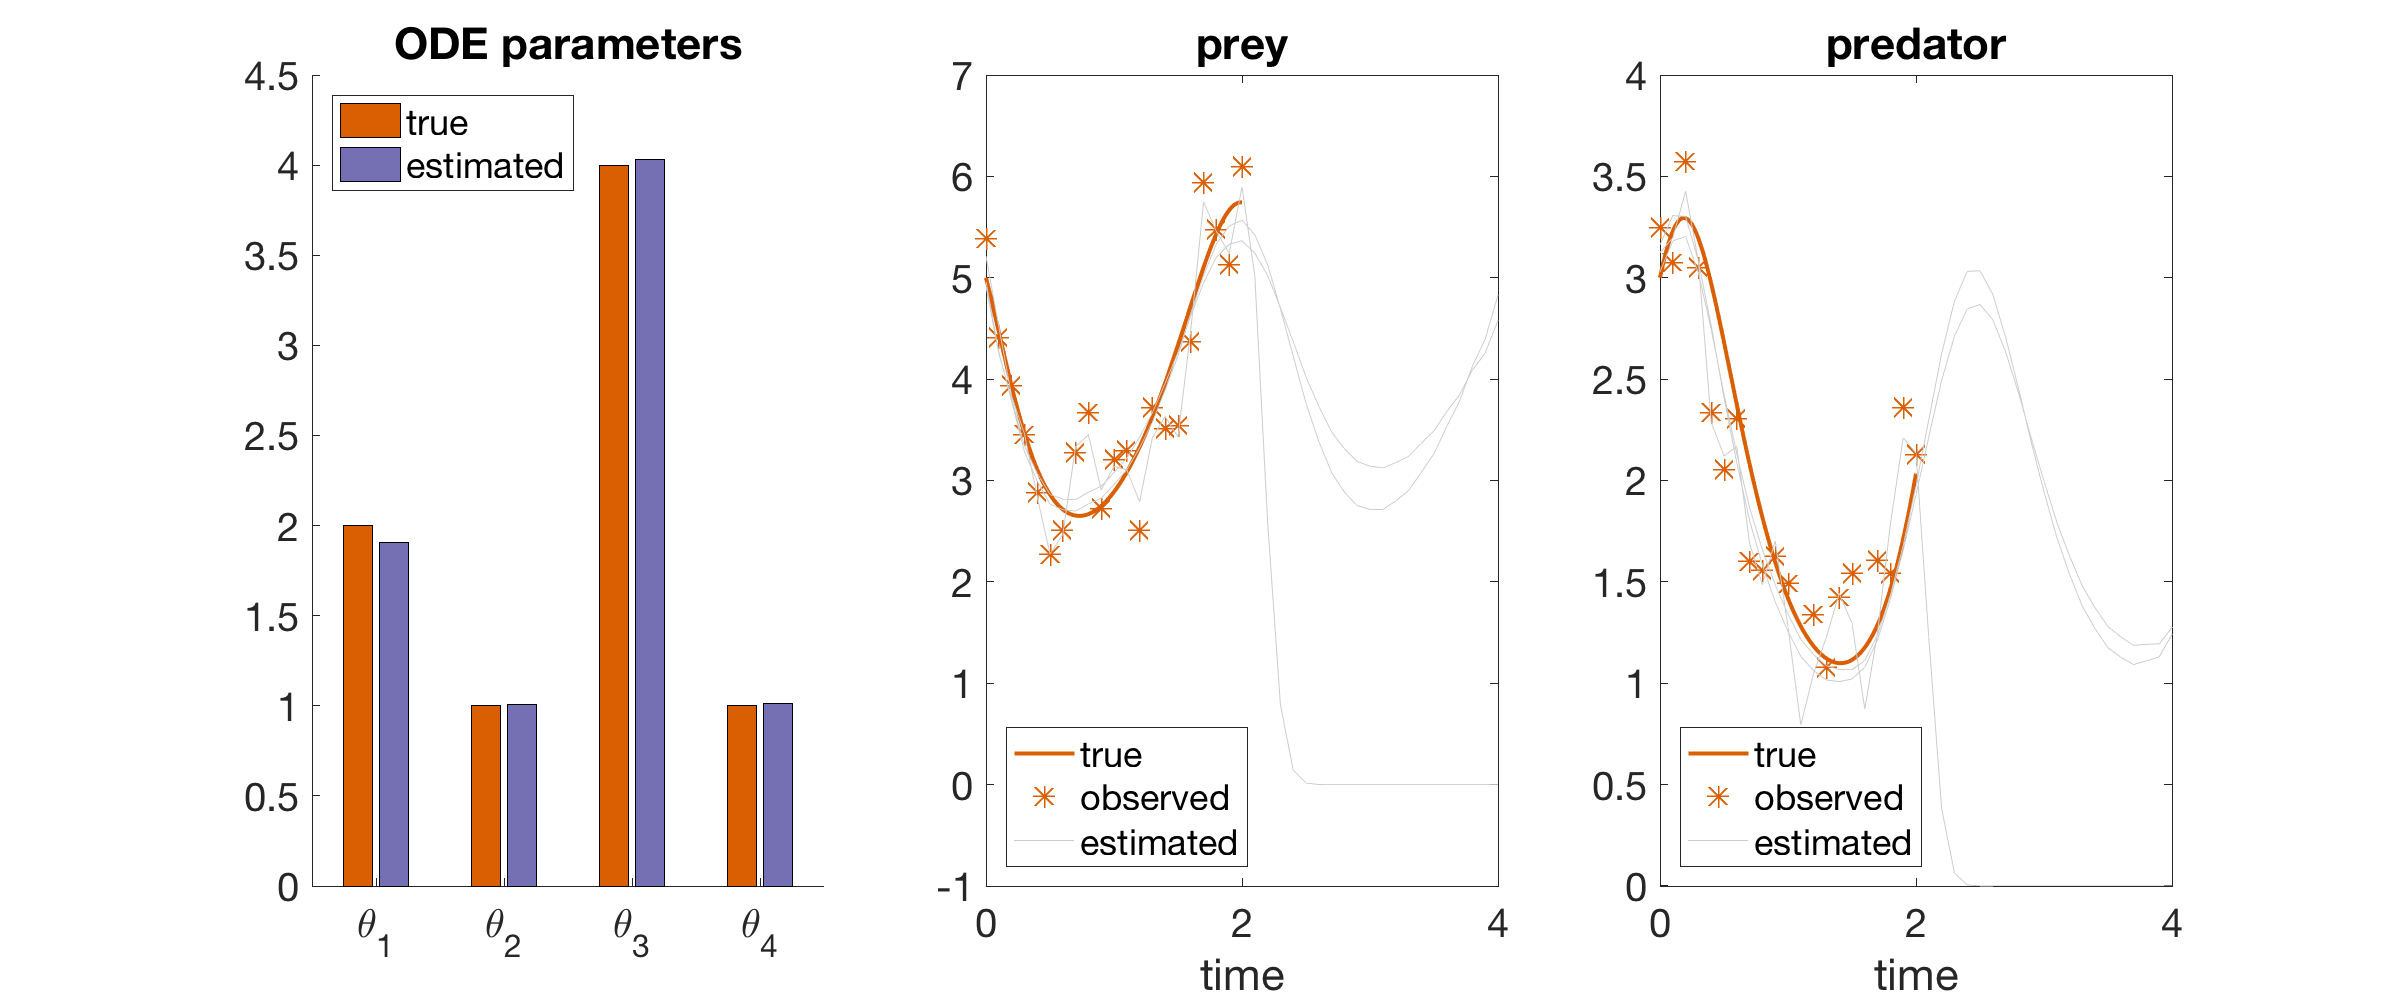 ODE parameters
4.5
4
3.5
3
2.5
2
1.5
1
0.5
0
true
estimated
θ1
θ2
θ3
θ4
prey
7
6
5
4
3
2
1
0
-1
true
observed
estimated
0 2 4
time
predator
4
3.5
3
2.5
2
1.5
1
0.5
0
true
observed
estimated
0 2 4
time